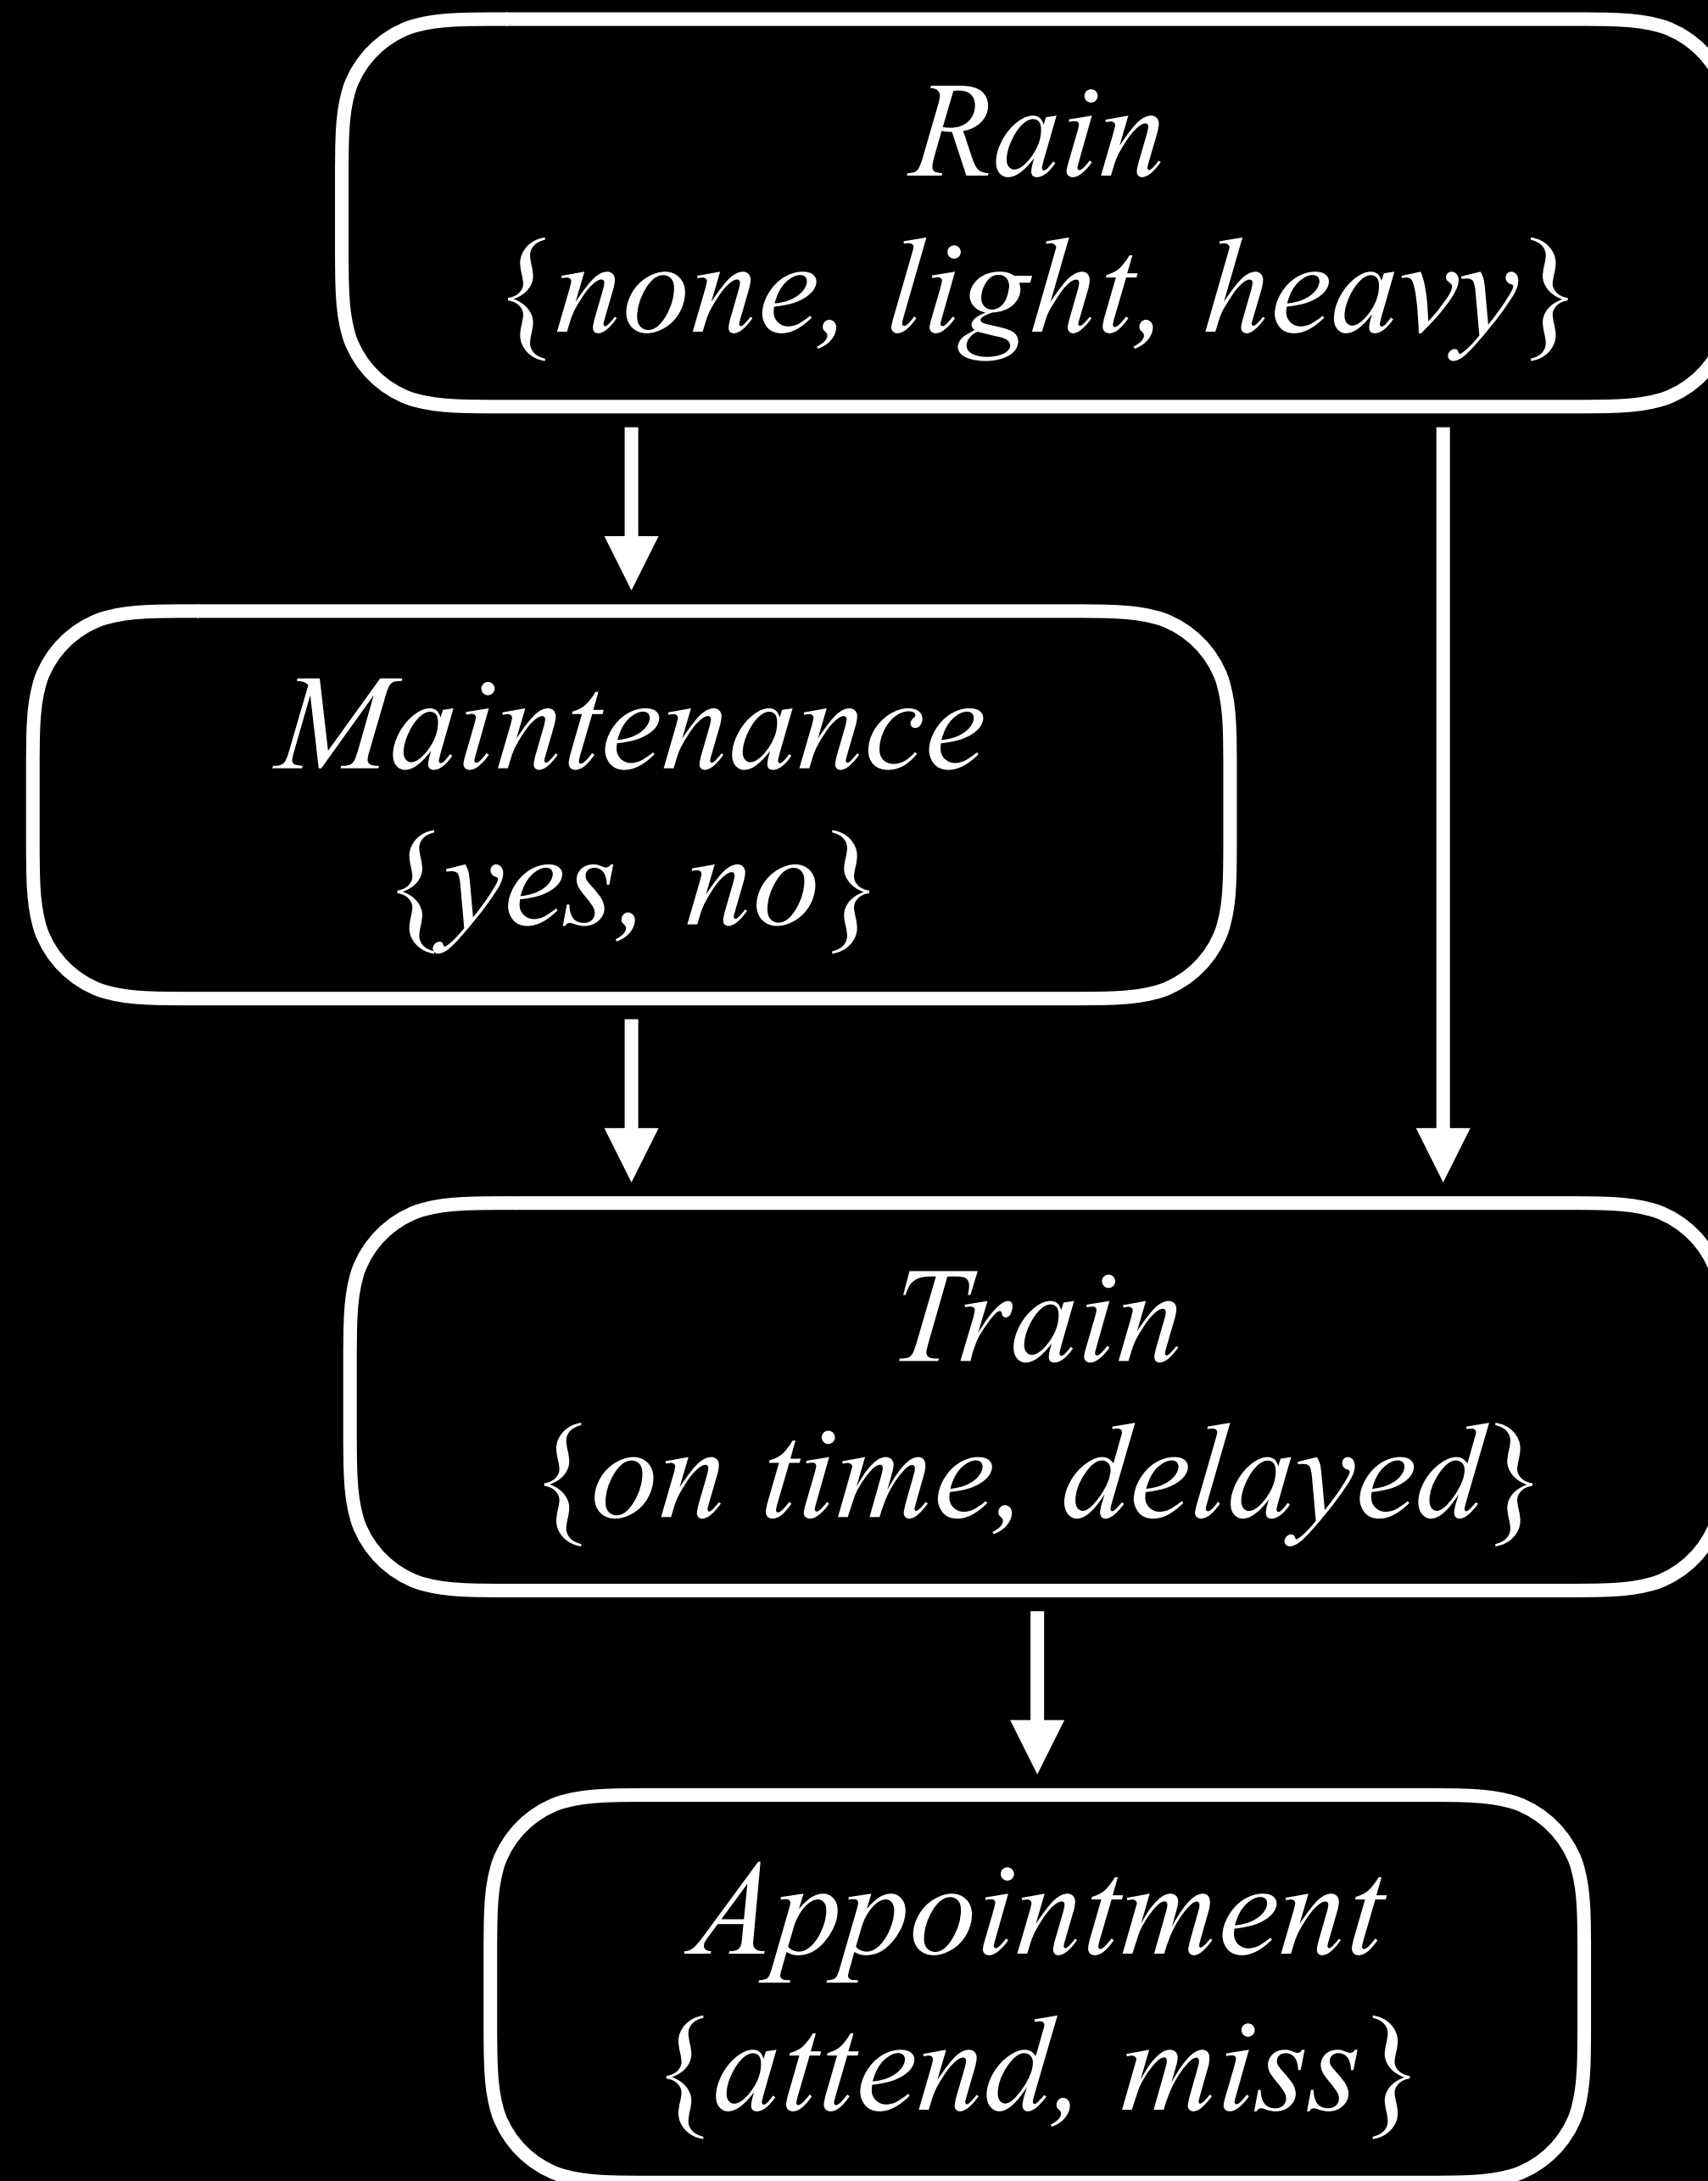 Rain
{none, light, heavy}
Maintenance
{yes, no}
Train
{on time, delayed}
Appointment
{attend, miss}